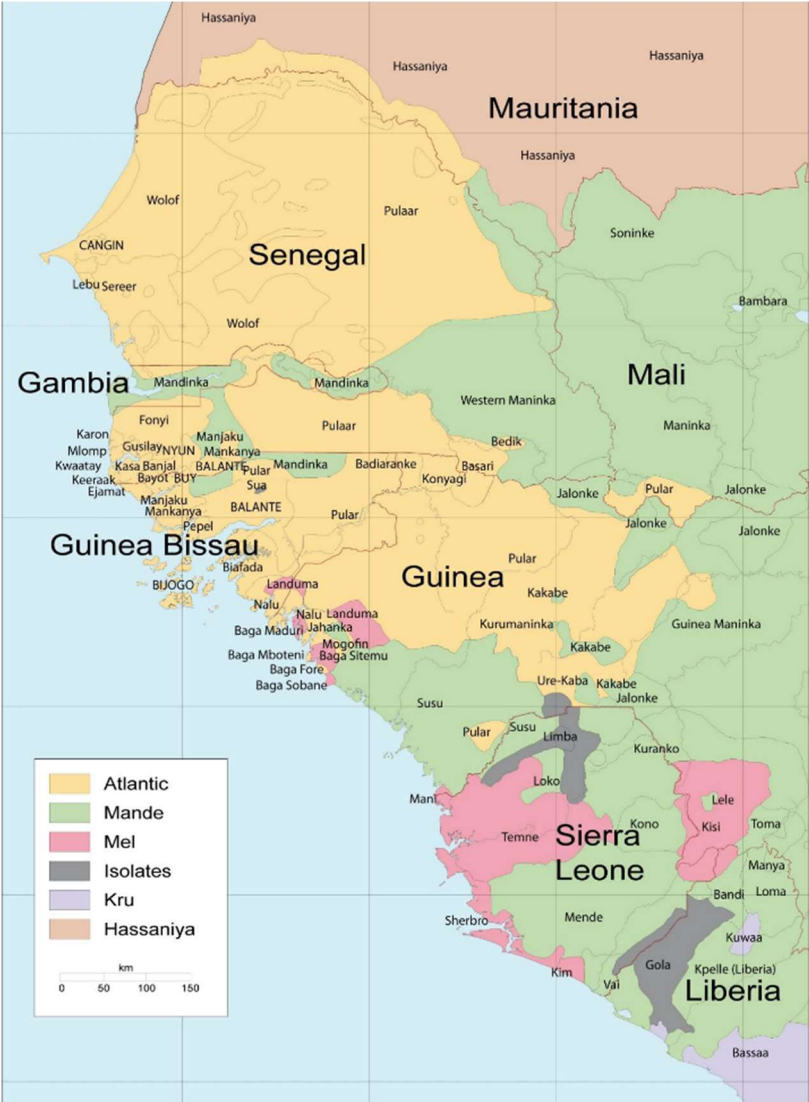 Hassaniya
Hassaniya
Hassaniya
Mauritania
Hassaniya
Wolof
Pulaar
Soninke
CANGIN
Senegal
Lebu Sereer
Bambara
Wolof
Gambia
Mandinka
Mandinka
Mali
Western Maninka
Fonyi
Pulaar
Maninka
Karon
Manjaku
Bedik
Mlomp
Gusilay
NYUN
Mankanya
Kwaatay
Kasa
Banjal
BALANTE
Pular
Mandinka
Badiaranke
Basari
Keeraak
Bayot
BUY
Sua
Konyagi
Ejamat
Jalonke
Pular
Jalonke
Manjaku
Mankanya
BALANTE
Pular
Jalonke
Pepel
Jalonke
Guinea Bissau
Biafada
Pular
Guinea
BIJOGO
Landuma
Kakabe
Nalu
Nalu
Landuma
Kurumaninka
Guinea Maninka
Baga Maduri
Jahanka
Mogofin
Kakabe
Baga Mboteni
Baga Sitemu
Baga Fore
Baga Sobane
Ure-Kaba
Kakabe
Jalonke
Susu
Pular
Susu
Limba
Kuranko
Loko
Mani
Lele
Temne
Sierra
Leone
Kono
Kisi
Toma
Manya
Bandi
Loma
Sherbro
Mende
Kuwaa
Kim
Gola
Kpelle (Liberia)
Vai
Liberia
Bassaa
Atlantic
Mande
Mel
Isolates
Kru
Hassaniya
km
0 50 100 150